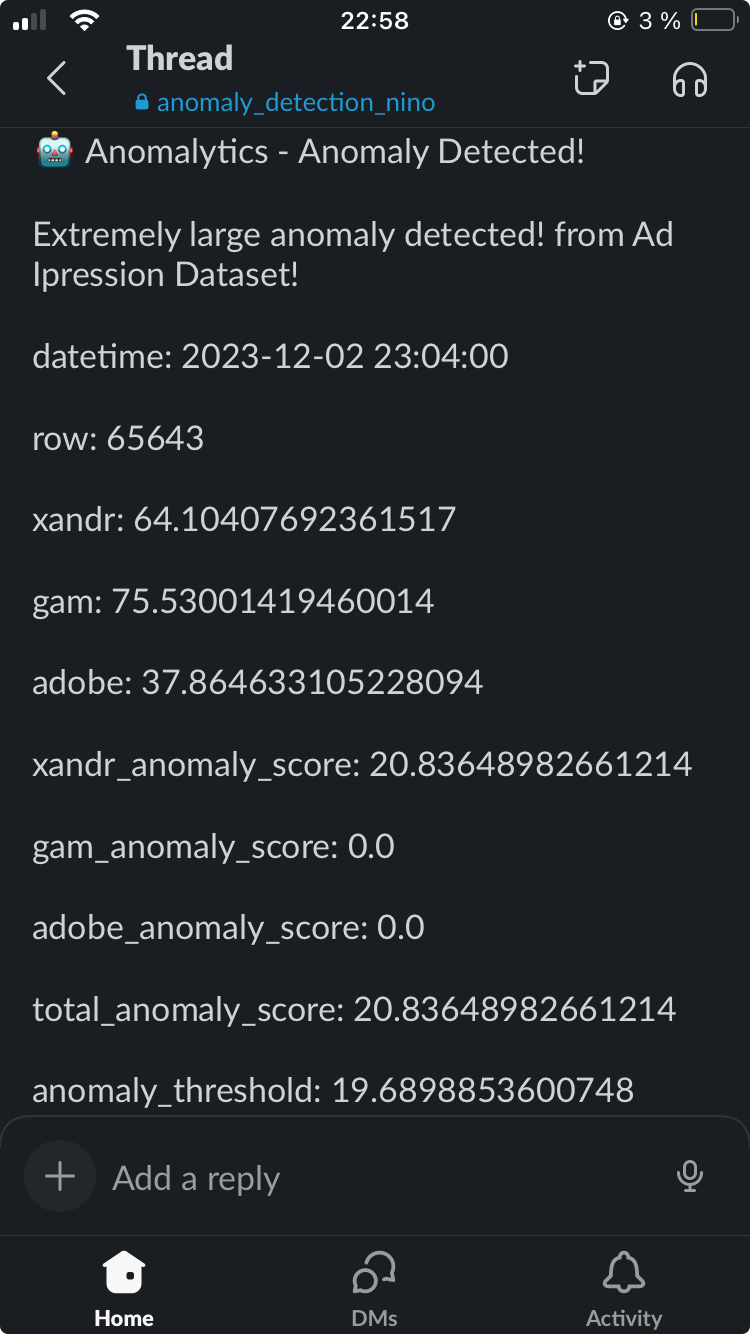 22:58
3 %
Thread
anomaly_detection_nino
Anomalytics - Anomaly Detected!
Extremely large anomaly detected! from Ad
Ipression Dataset!
datetime: 2023-12-02 23:04:00
row: 65643
xandr: 64.10407692361517
gam: 75.53001419460014
adobe: 37.864633105228094
xandr_anomaly_score: 20.83648982661214
gam_anomaly_score: 0.0
adobe_anomaly_score: 0.0
total_anomaly_score: 20.83648982661214
anomaly_threshold: 19.6898853600748
Add a reply
Home
DMs
Activity